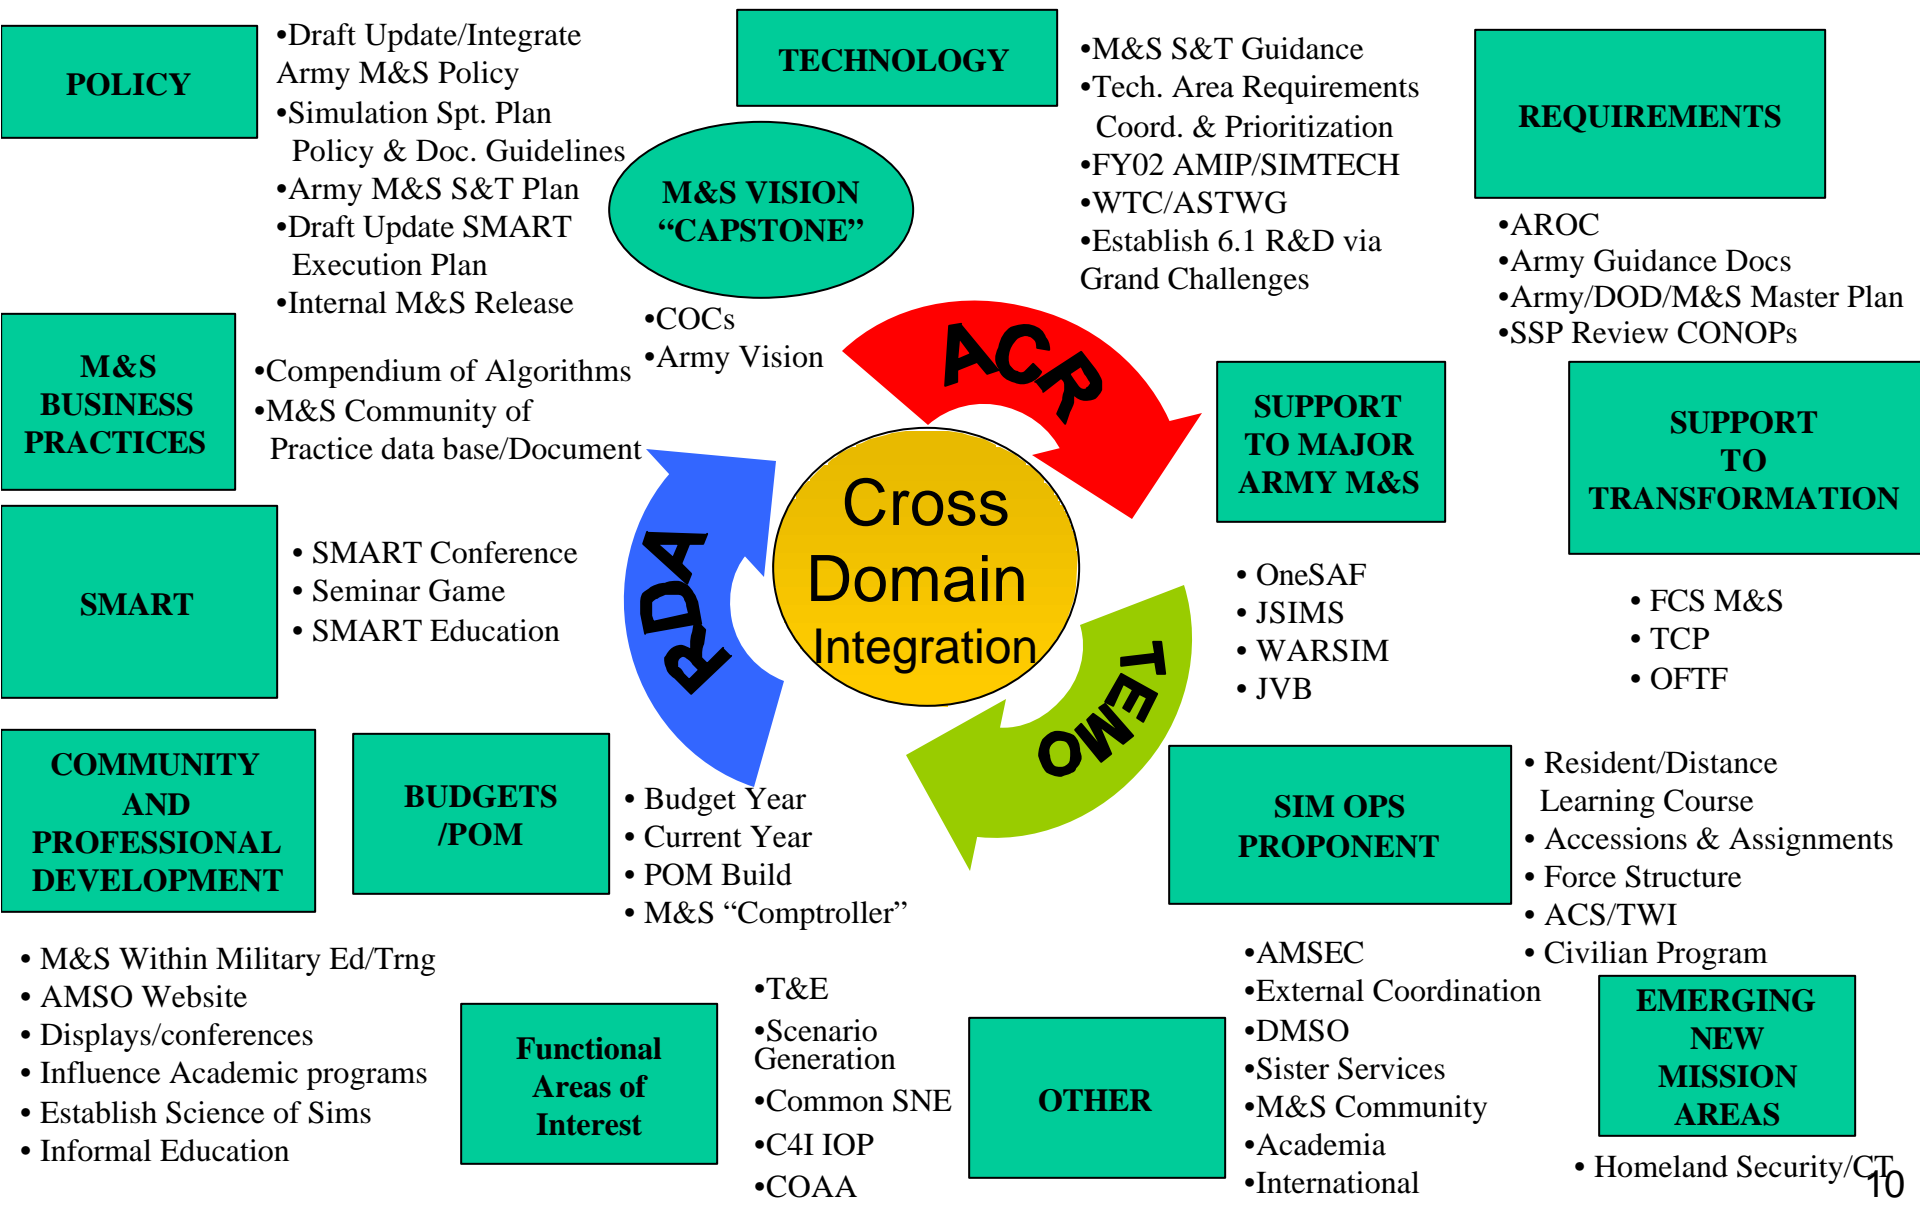 POLICY
•Draft Update/Integrate
Army M&S Policy
•Simulation Spt. Plan
Policy & Doc. Guidelines
•Army M&S S&T Plan
•Draft Update SMART
Execution Plan
•Internal M&S Release
TECHNOLOGY
•M&S S&T Guidance
•Tech. Area Requirements
Coord. & Prioritization
•FY02 AMIP/SIMTECH
•WTC/ASTWG
•Establish 6.1 R&D via
Grand Challenges
REQUIREMENTS
•AROC
•Army Guidance Docs
•Army/DOD/M&S Master Plan
•SSP Review CONOPs
M&S VISION
“CAPSTONE”
•COCs
•Army Vision
M&S
BUSINESS
PRACTICES
•Compendium of Algorithms
•M&S Community of
Practice data base/Document
ACR
RDA
TEMO
Cross
Domain
Integration
SUPPORT
TO MAJOR
ARMY M&S
• OneSAF
• JSIMS
• WARSIM
• JVB
SUPPORT
TO
TRANSFORMATION
• FCS M&S
• TCP
• OFTF
SMART
• SMART Conference
• Seminar Game
• SMART Education
COMMUNITY
AND
PROFESSIONAL
DEVELOPMENT
• M&S Within Military Ed/Trng
• AMSO Website
• Displays/conferences
• Influence Academic programs
• Establish Science of Sims
• Informal Education
BUDGETS
/POM
• Budget Year
• Current Year
• POM Build
• M&S “Comptroller”
SIM OPS
PROPONENT
• Resident/Distance
Learning Course
• Accessions & Assignments
• Force Structure
• ACS/TWI
• Civilian Program
Functional
Areas of
Interest
•T&E
•Scenario
Generation
•Common SNE
•C4I IOP
•COAA
OTHER
•AMSEC
•External Coordination
•DMSO
•Sister Services
•M&S Community
•Academia
•International
EMERGING
NEW
MISSION
AREAS
• Homeland Security/CT
10